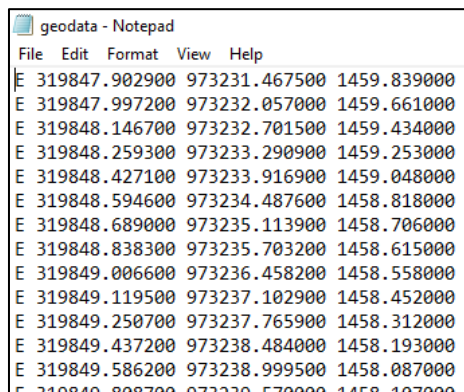 geodata - Notepad
File Edit Format View Help
E 319847.902900 973231.467500 1459.839000
E 319847.997200 973232.057000 1459.661000
E 319848.146700 973232.701500 1459.434000
E 319848.259300 973233.290900 1459.253000
E 319848.427100 973233.916900 1459.048000
E 319848.594600 973234.487600 1458.818000
E 319848.689000 973235.113900 1458.706000
E 319848.838300 973235.703200 1458.615000
E 319849.006600 973236.458200 1458.558000
E 319849.119500 973237.102900 1458.452000
E 319849.250700 973237.765900 1458.312000
E 319849.437200 973238.484000 1458.193000
E 319849.586200 973238.999500 1458.087000